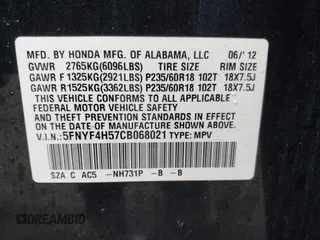 MFD. BY HONDA MFG. OF ALABAMA, LLC 06/'12
GVWR 2765KG(6096LBS) TIRE SIZE RIM SIZE
GAWR F1325KG(2921LBS) P235/60R18 102T 18X7.5J
GAWR R1525KG(3362LBS) P235/60R18 102T 18X7.5J
THIS VEHICLE CONFORMS TO ALL APPLICABLE FEDERAL
MOTOR VEHICLE SAFETY AND THEFT PREVENTION
STANDARDS IN EFFECT ON THE DATE OF MANUFACTURE
SHOWN ABOVE.
V.I.N.: 5FNYF4H57CB068021 TYPE: MPV
SZA C AC5 -NH731P -B -B
DREAMBID